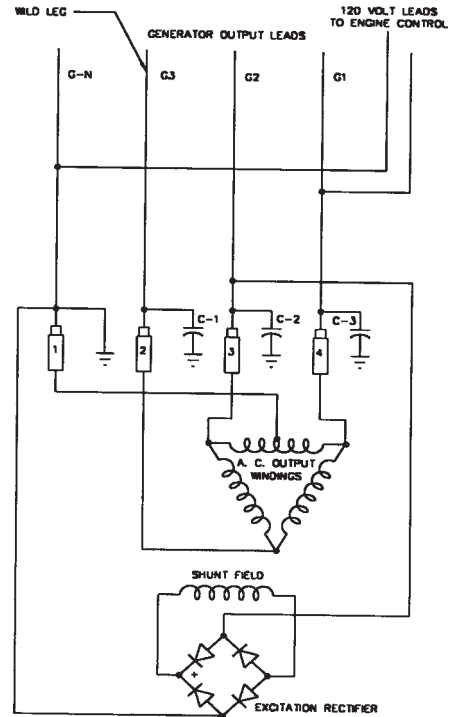 WILD LEG
GENERATOR OUTPUT LEADS
120 VOLT LEADS
TO ENGINE CONTROL
G-N
G3
G2
G1
C-1
C-2
C-3
1
2
3
4
A. C. OUTPUT
WINDINGS
SHUNT FIELD
+
EXCITATION RECTIFIER